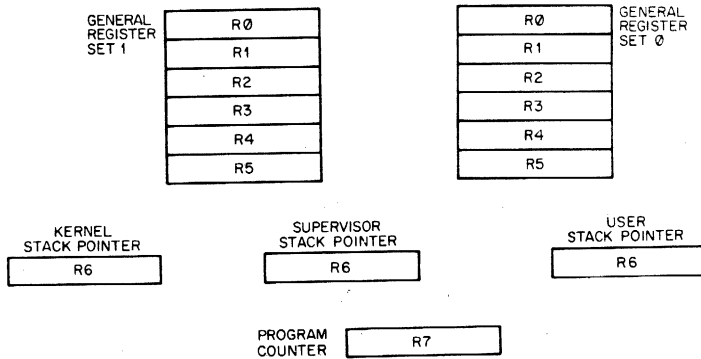 GENERAL
REGISTER
SET 1
RØ
R1
R2
R3
R4
R5
RØ
R1
R2
R3
R4
R5
GENERAL
REGISTER
SET Ø
KERNEL
STACK POINTER
R6
SUPERVISOR
STACK POINTER
R6
USER
STACK POINTER
R6
PROGRAM
COUNTER
R7